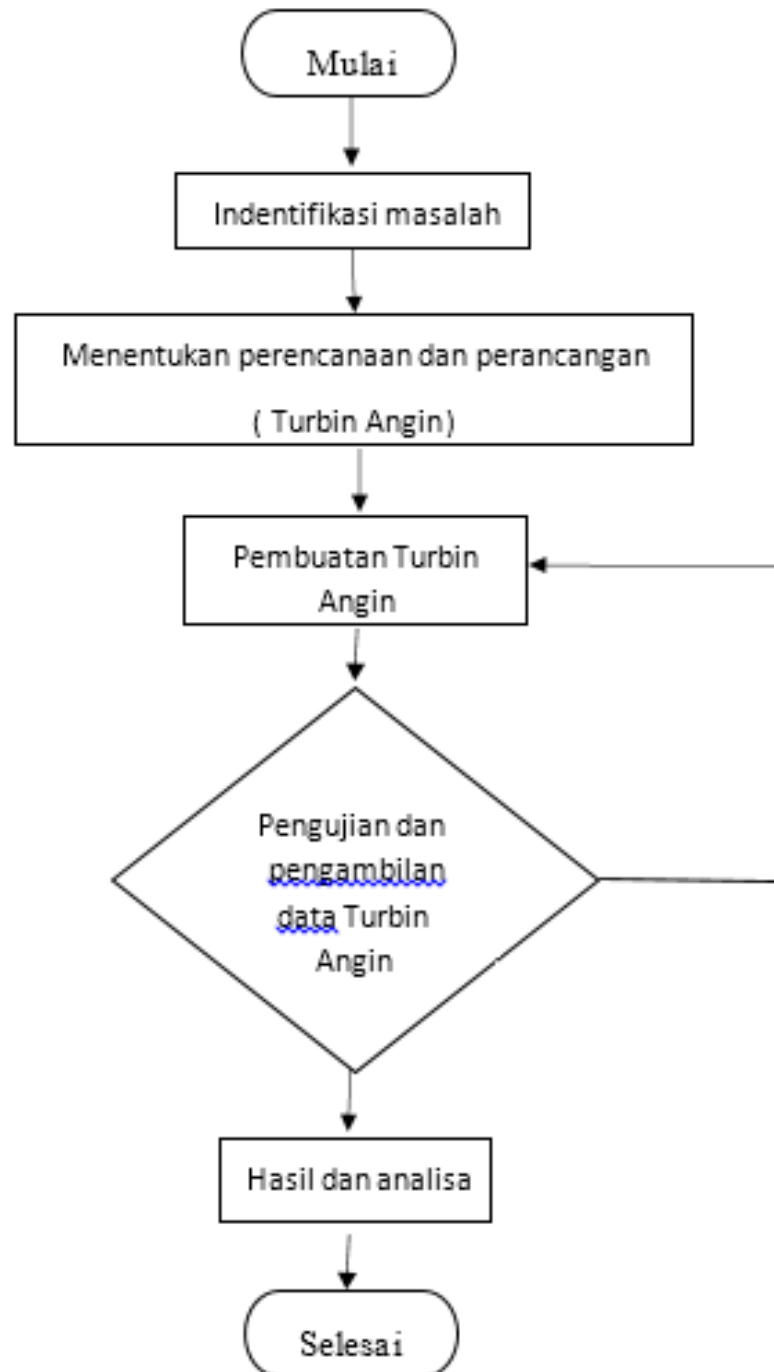 Mulai
Indentifikasi masalah
Menentukan perencanaan dan perancangan
( Turbin Angin)
Pembuatan Turbin
Angin
Pengujian dan
pengambilan
data Turbin
Angin
Hasil dan analisa
Selesai